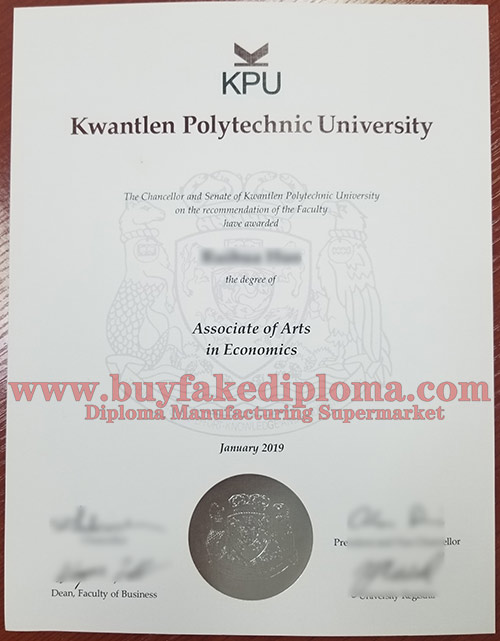 KPU
Kwantlen Polytechnic University
The Chancellor and Senate of Kwantlen Polytechnic University
on the recommendation of the Faculty
have awarded
the degree of
Associate of Arts
in Economics
www.buyfakediploma.com
Diploma Manufacturing Supermarket
January 2019
Dean, Faculty of Business
University